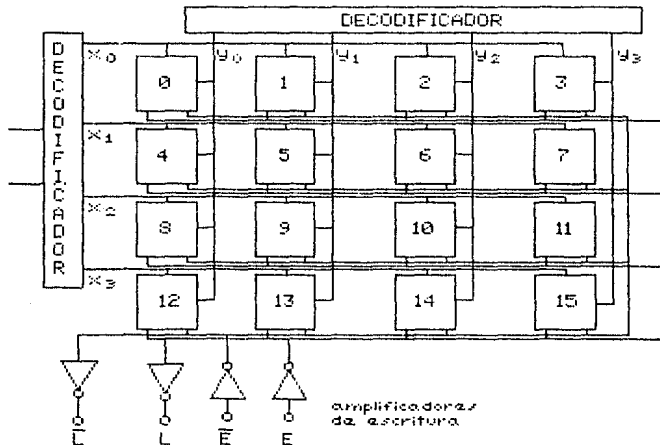 DECODIFICADOR
DECODIFICADOR
x0 y0 y1 y2 y3
0 1 2 3
x1
4 5 6 7
x2
8 9 10 11
x3
12 13 14 15
L̅ L E̅ E
amplificadores
de escritura